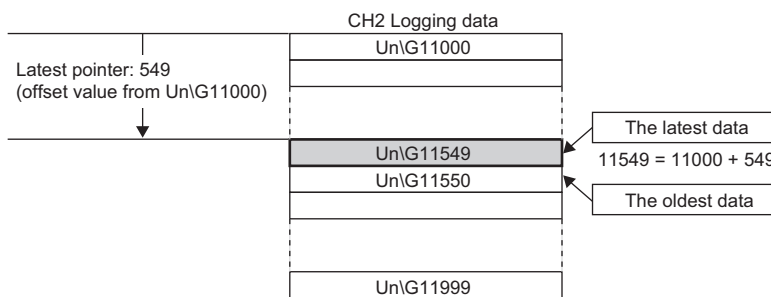 CH2 Logging data
Un\G11000
Latest pointer: 549
(offset value from Un\G11000)
The latest data
Un\G11549
11549 = 11000 + 549
Un\G11550
The oldest data
Un\G11999